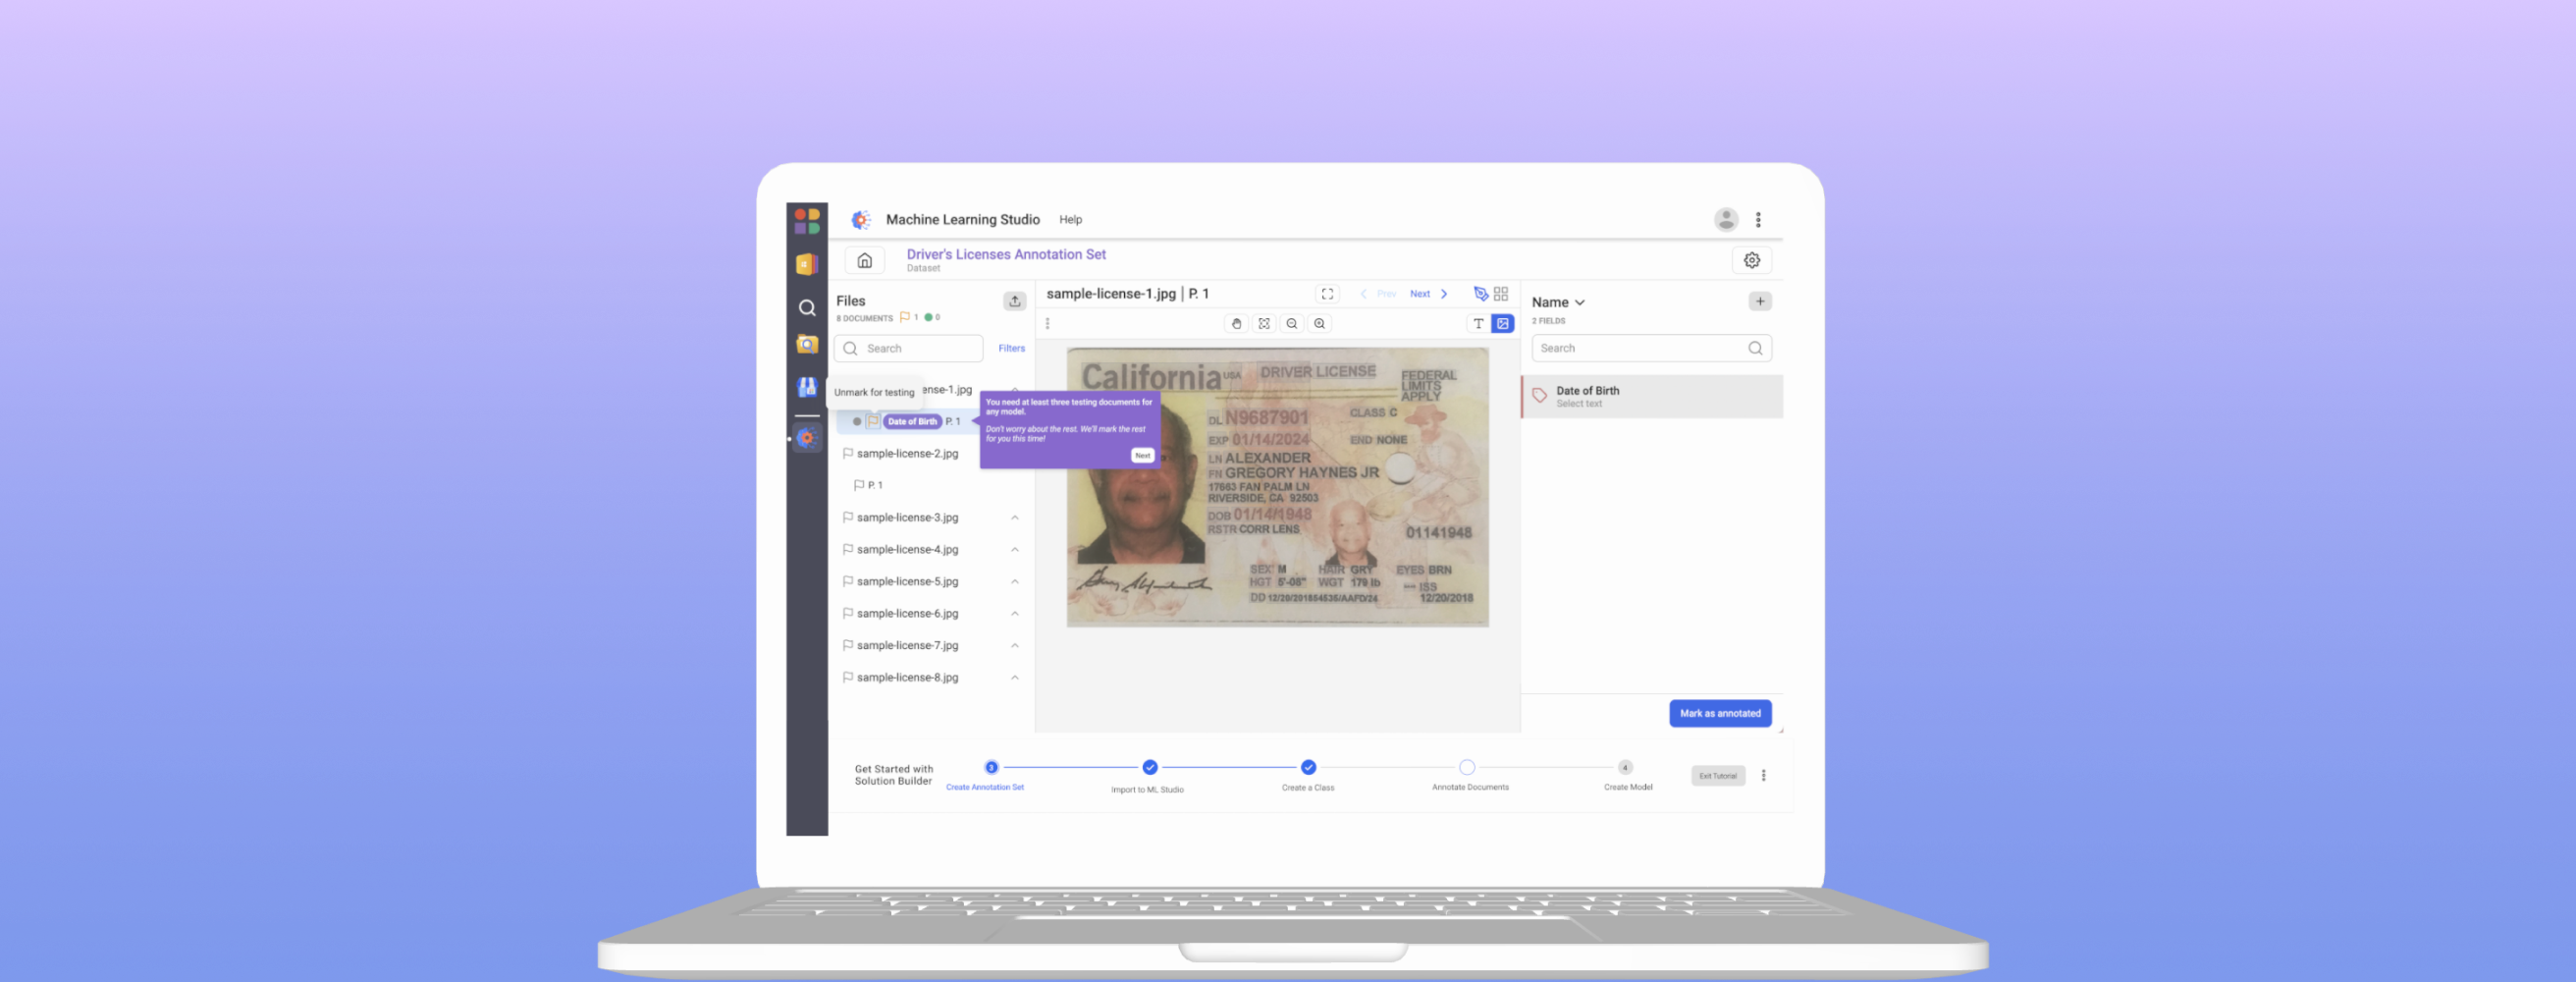 Machine Learning Studio
Help
Driver's Licenses Annotation Set
Dataset
Files
8 DOCUMENTS 1 0
Search
Filters
Unmark for testing
ense-1.jpg
Date of Birth P. 1
sample-license-2.jpg
P. 1
sample-license-3.jpg
sample-license-4.jpg
sample-license-5.jpg
sample-license-6.jpg
sample-license-7.jpg
sample-license-8.jpg
You need at least three testing documents for
any model.
Don't worry about the rest. We'll mark the rest
for you this time!
Next
sample-license-1.jpg | P. 1
Prev Next
T
California USA DRIVER LICENSE
FEDERAL
LIMITS
APPLY
DL N9687901 CLASS C
EXP 01/14/2024 END NONE
LN ALEXANDER
FN GREGORY HAYNES JR
17663 FAN PALM LN
RIVERSIDE, CA 92503
DOB 01/14/1948
RSTR CORR LENS
01141948
SEX M HAIR GRY EYES BRN
HGT 5'-08" WGT 179 lb ISS
DD 12/20/201864535/AAFD/24 12/20/2018
Name
2 FIELDS
Search
Date of Birth
Select text
Mark as annotated
Get Started with
Solution Builder
3
Create Annotation Set
Import to ML Studio
Create a Class
Annotate Documents
4
Create Model
Exit Tutorial